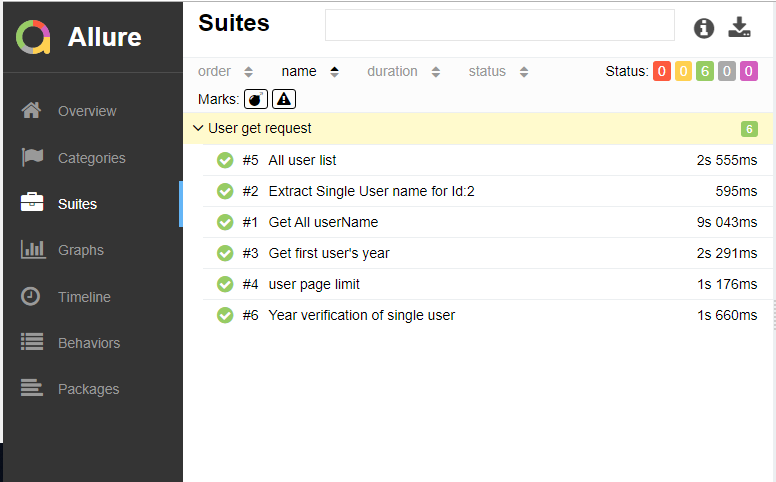 Allure
Overview
Categories
Suites
Graphs
Timeline
Behaviors
Packages
Suites
order name duration status Status: 0 0 6 0 0
Marks:
User get request 6
#5 All user list 2s 555ms
#2 Extract Single User name for Id:2 595ms
#1 Get All userName 9s 043ms
#3 Get first user's year 2s 291ms
#4 user page limit 1s 176ms
#6 Year verification of single user 1s 660ms